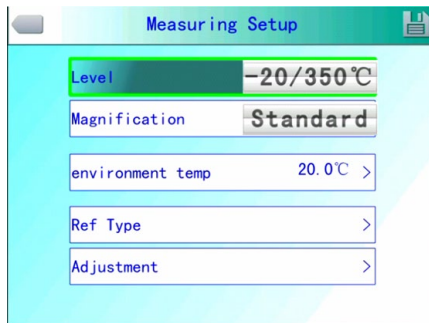 Measuring Setup
Level -20/350℃
Magnification Standard
environment temp 20.0℃ >
Ref Type >
Adjustment >